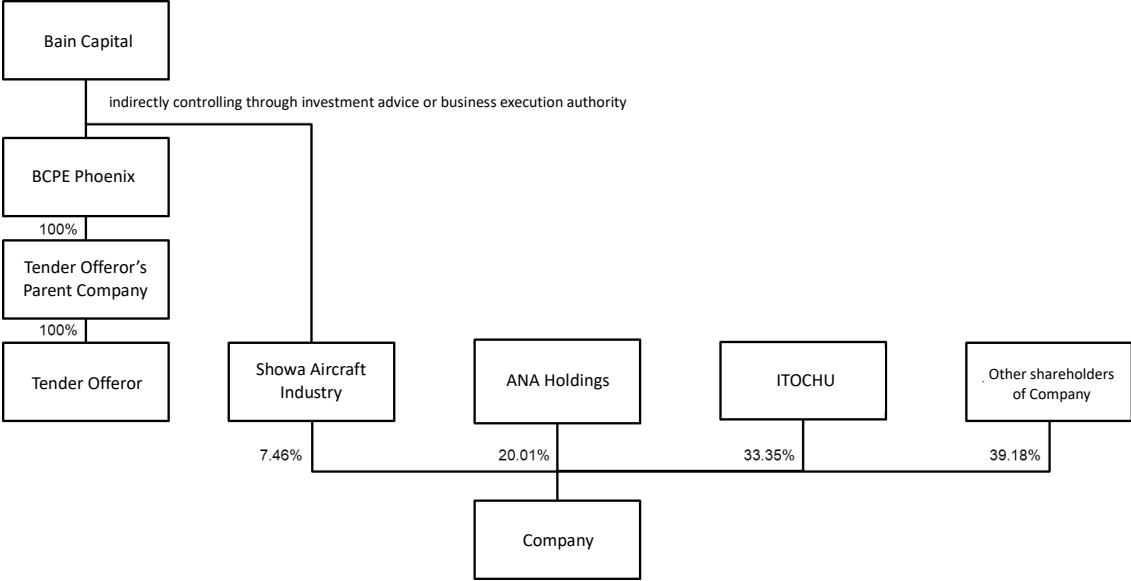 Bain Capital
indirectly controlling through investment advice or business execution authority
BCPE Phoenix
100%
Tender Offeror’s
Parent Company
100%
Tender Offeror
Showa Aircraft
Industry
ANA Holdings
ITOCHU
Other shareholders
of Company
7.46%
20.01%
33.35%
39.18%
Company